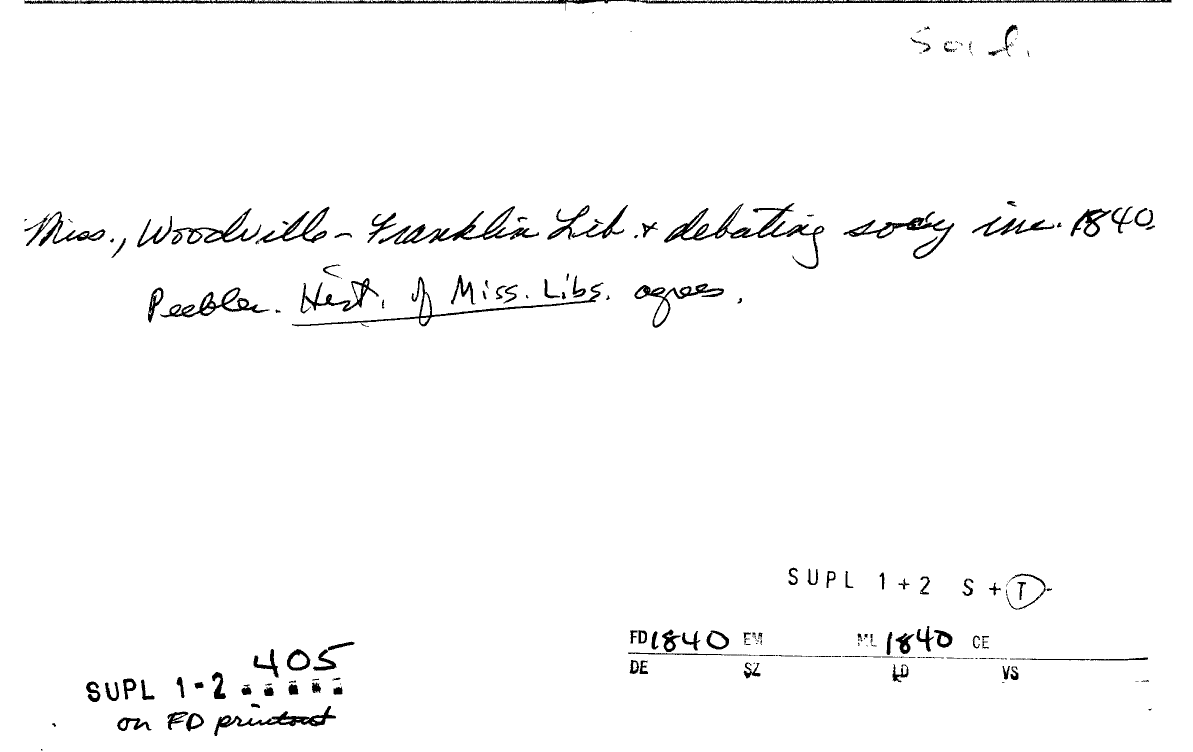 Socl.
Miss., Woodville - Franklin Lib. + debating socy inc. 1840.
Peebles. Hist. of Miss. Libs. agrees.
SUPL 1+2 S + T
FD 1840 EM ML 1840 CE
DE SZ LD VS
405
SUPL 1-2
on FD printout